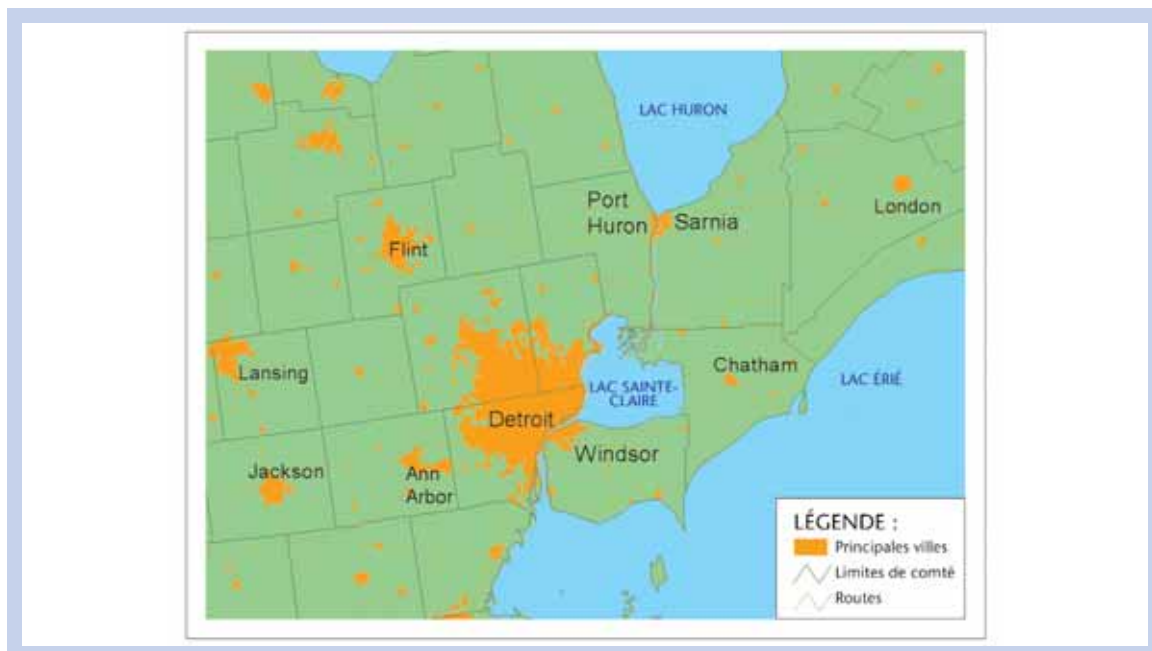 LAC HURON
Port
Huron
Sarnia
London
Flint
Lansing
Chatham
LAC SAINTE-
CLAIRE
LAC ÉRIÉ
Detroit
Windsor
Jackson
Ann
Arbor
LÉGENDE :
Principales villes
Limites de comté
Routes